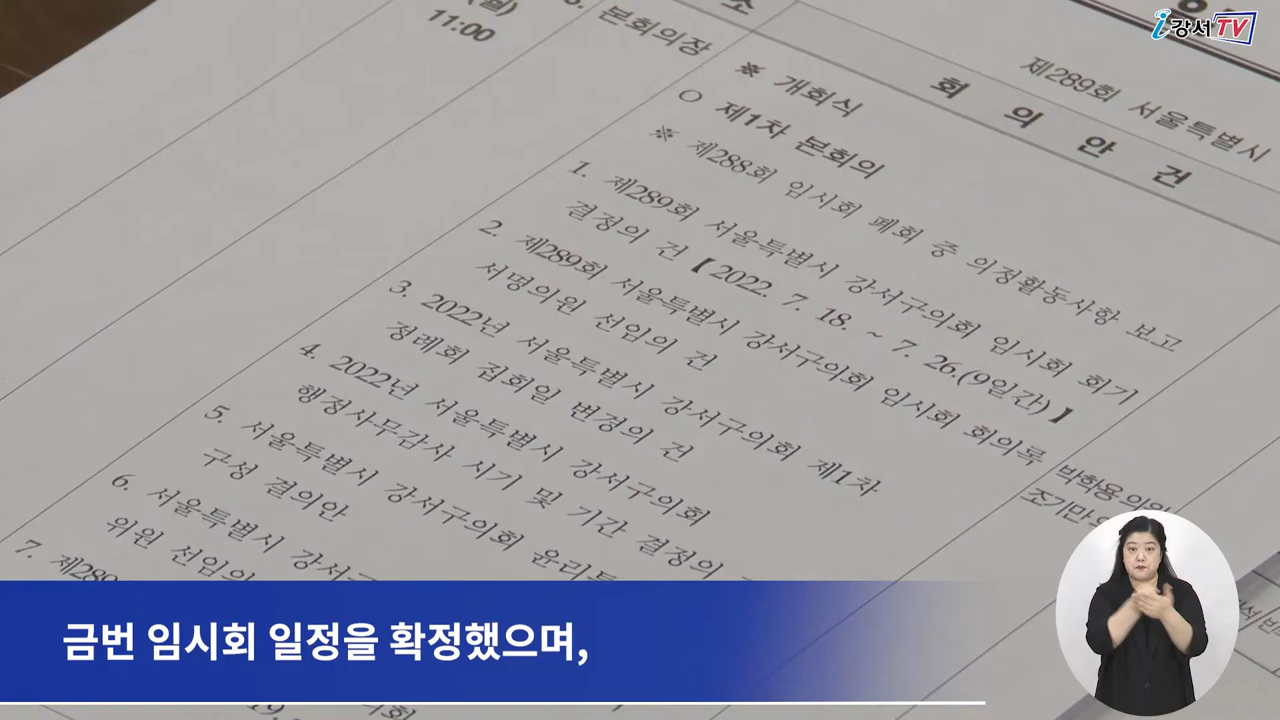 i강서TV
제289회 서울특별시
11:00
본회의장
회 의 안 건
※ 개회식
○ 제1차 본회의
※ 제288회 임시회 폐회 중 의정활동사항 보고
1. 제289회 서울특별시 강서구의회 임시회 회기
결정의 건【2022. 7. 18. ~ 7. 26.(9일간)】
2. 제289회 서울특별시 강서구의회 임시회 회의록
서명의원 선임의 건
박학용 의원
조기만
3. 2022년 서울특별시 강서구의회 제1차
정례회 집회일 변경의 건
4. 2022년 서울특별시 강서구의회
행정사무감사 시기 및 기간 결정의
5. 서울특별시 강서구의회 윤리특
구성 결의안
6. 서울특별시 강서구
위원 선임의
7. 제289
금번 임시회 일정을 확정했으며,